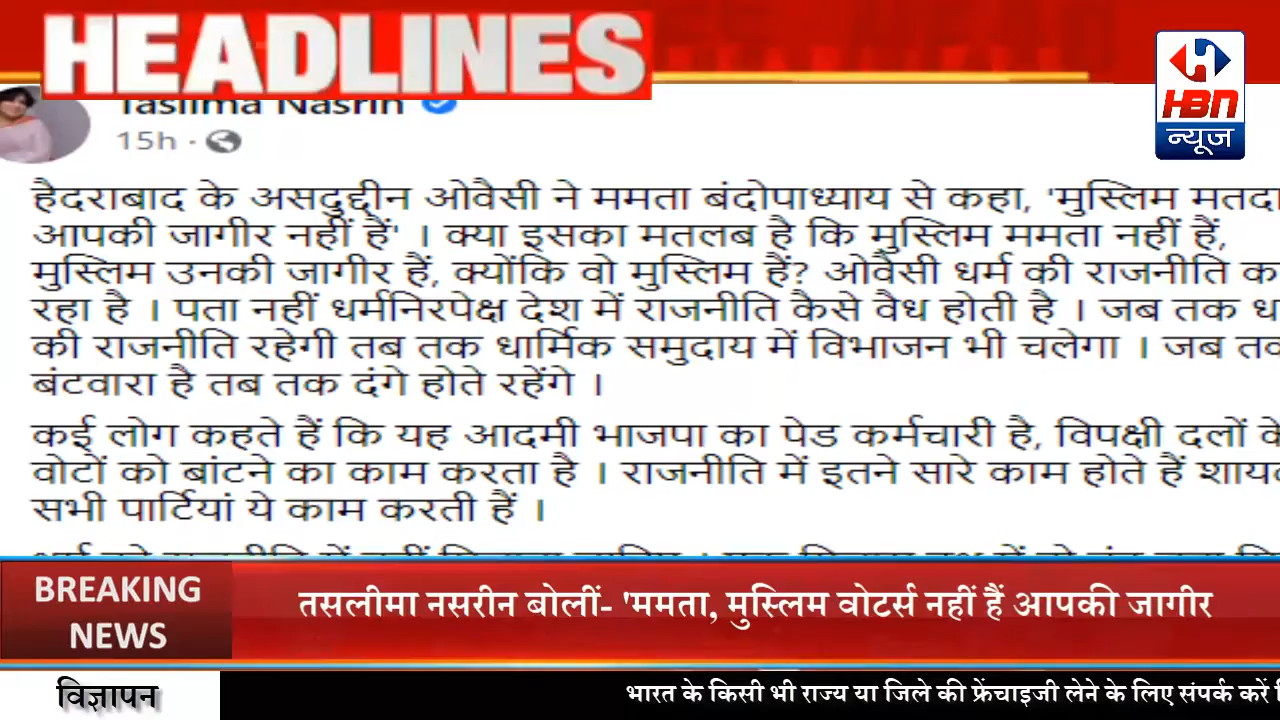 HEADLINES
HBN
न्यूज
Taslima Nasrin
15h
हैदराबाद के असदुद्दीन ओवैसी ने ममता बंदोपाध्याय से कहा, 'मुस्लिम
आपकी जागीर नहीं हैं' । क्या इसका मतलब है कि मुस्लिम ममता नहीं हैं,
मुस्लिम उनकी जागीर हैं, क्योंकि वो मुस्लिम हैं? ओवैसी धर्म की राजनीति
रहा है । पता नहीं धर्मनिरपेक्ष देश में राजनीति कैसे वैध होती है । जब तक
की राजनीति रहेगी तब तक धार्मिक समुदाय में विभाजन भी चलेगा । जब
बंटवारा है तब तक दंगे होते रहेंगे ।
कई लोग कहते हैं कि यह आदमी भाजपा का पेड कर्मचारी है, विपक्षी दलों
वोटों को बांटने का काम करता है । राजनीति में इतने सारे काम होते हैं
सभी पार्टियां ये काम करती हैं ।
BREAKING
NEWS
तसलीमा नसरीन बोलीं- 'ममता, मुस्लिम वोटर्स नहीं हैं आपकी जागीर
विज्ञापन
भारत के किसी भी राज्य या जिले की फ्रेंचाइजी लेने के लिए संपर्क करें